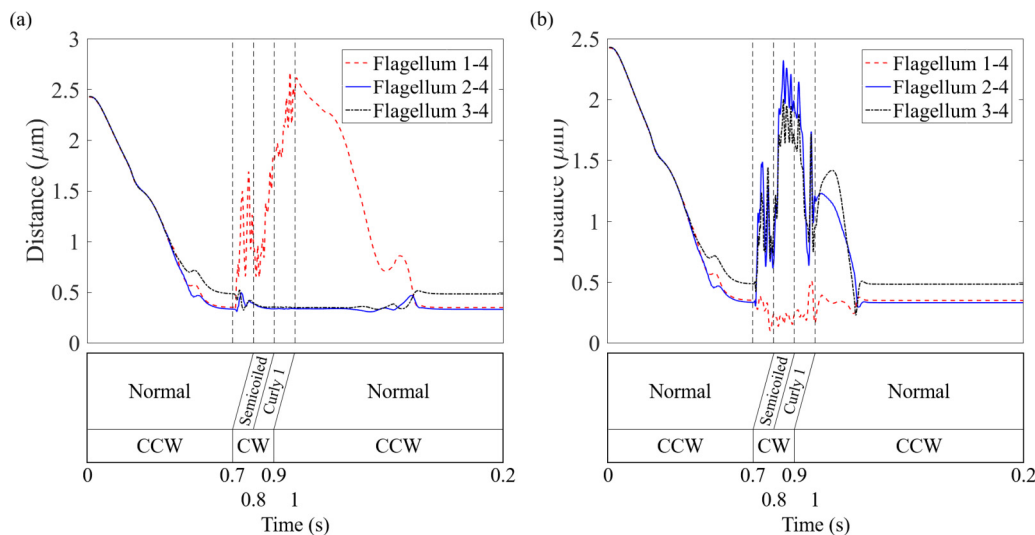 (a)
3
2.5
2
1.5
1
0.5
0
Distance (μm)
Flagellum 1-4
Flagellum 2-4
Flagellum 3-4
Normal
Semicoiled
Curly 1
Normal
CCW
CW
CCW
0
0.7
0.9
0.2
0.8
1
Time (s)
(b)
2.5
2
1.5
1
0.5
0
Distance (μm)
Flagellum 1-4
Flagellum 2-4
Flagellum 3-4
Normal
Semicoiled
Curly 1
Normal
CCW
CW
CCW
0
0.7
0.9
0.2
0.8
1
Time (s)